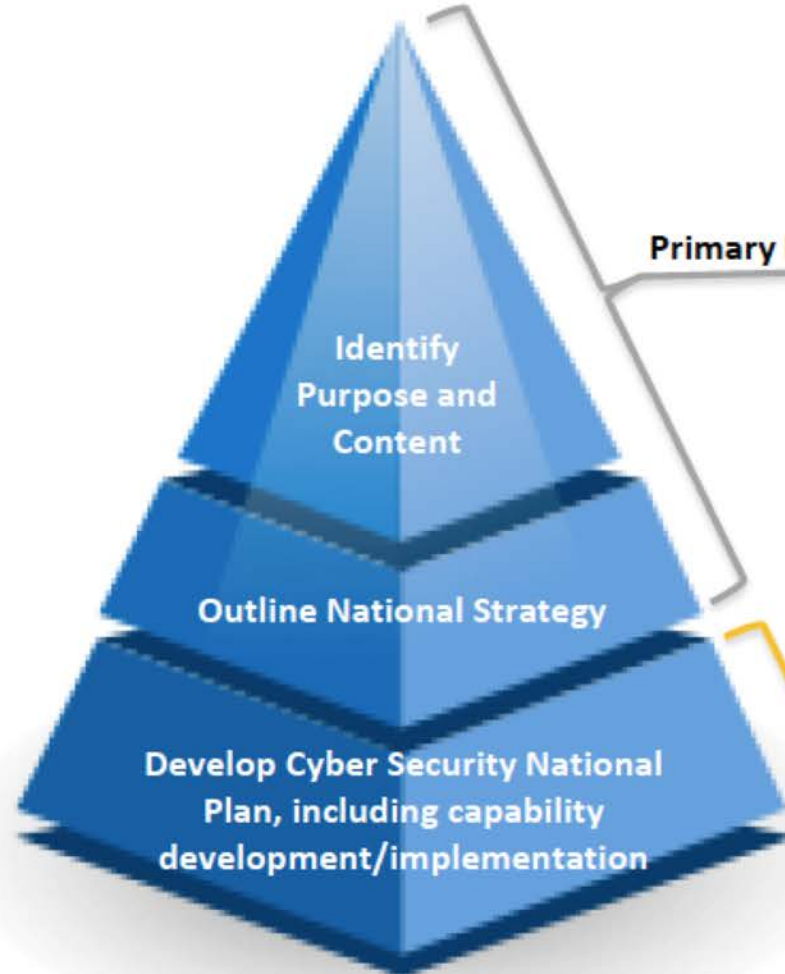 Primary
Identify
Purpose and
Content
Outline National Strategy
Develop Cyber Security National
Plan, including capability
development/implementation